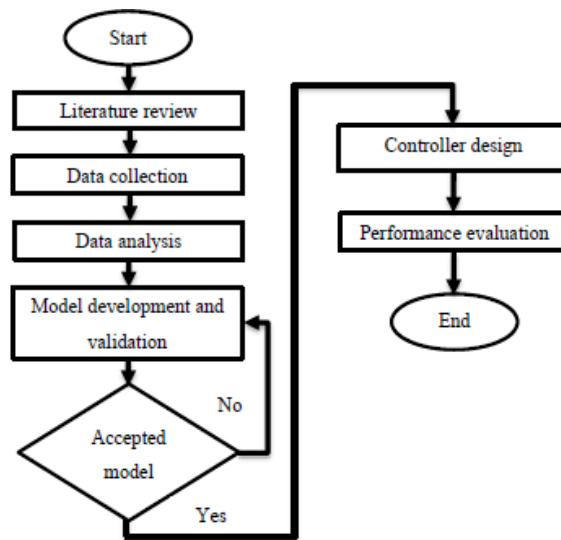 Start
Literature review
Data collection
Data analysis
Model development and
validation
No
Accepted
model
Yes
Controller design
Performance evaluation
End